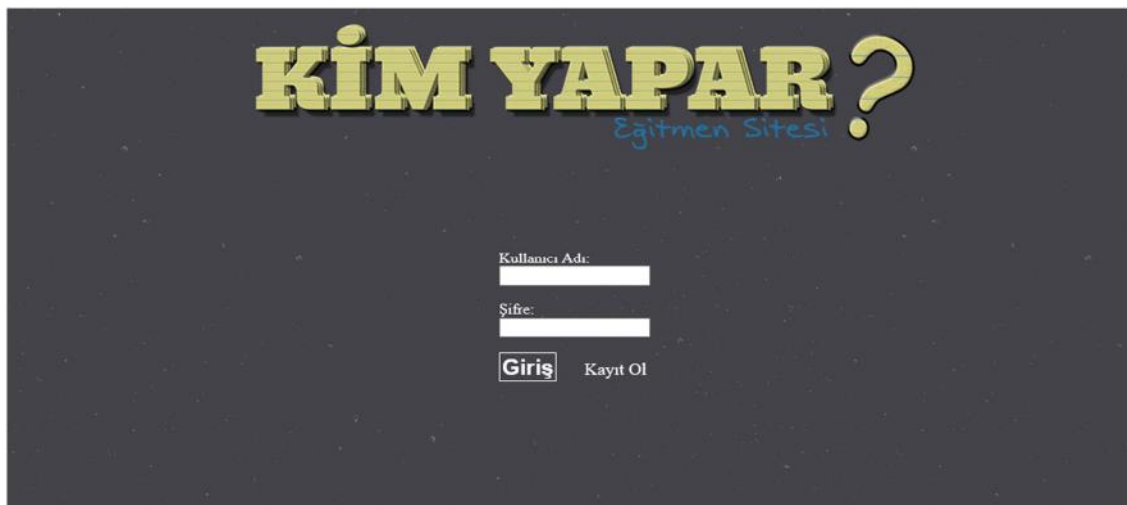 KİM YAPAR?
Eğitmen Sitesi
Kullanıcı Adı:
Şifre:
Giriş Kayıt Ol